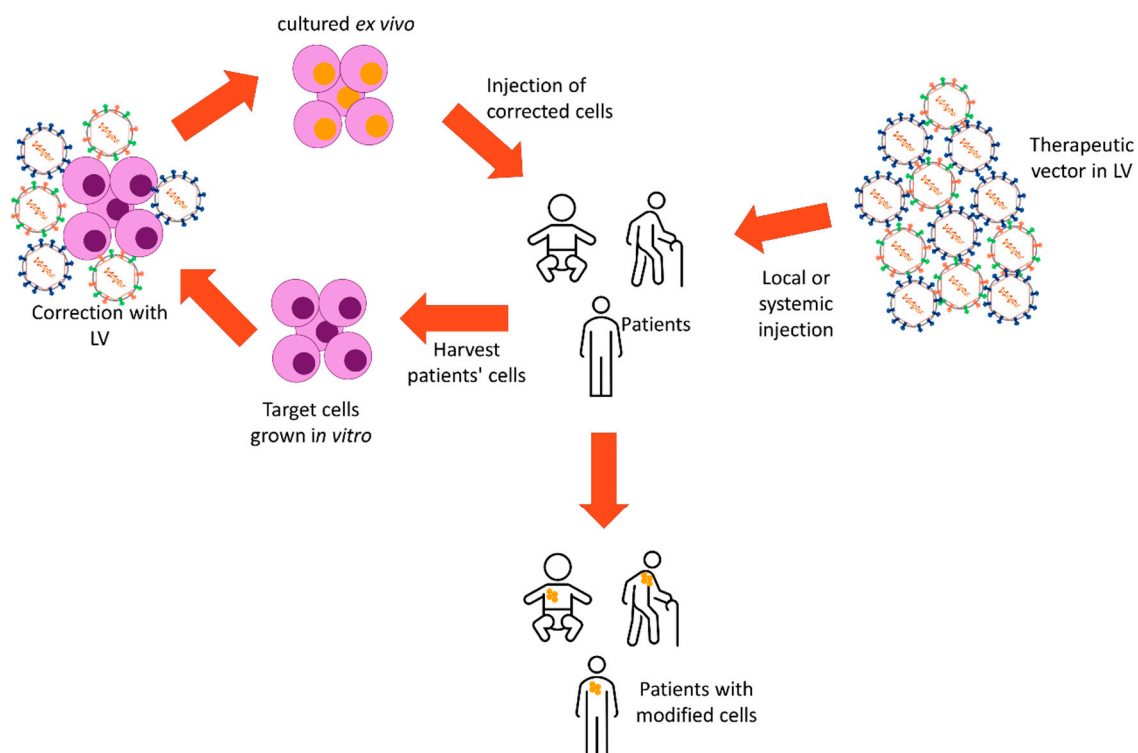 cultured ex vivo
Injection of
corrected cells
Therapeutic
vector in LV
Correction with
LV
Local or
systemic
injection
Patients
Harvest
patients' cells
Target cells
grown in vitro
Patients with
modified cells